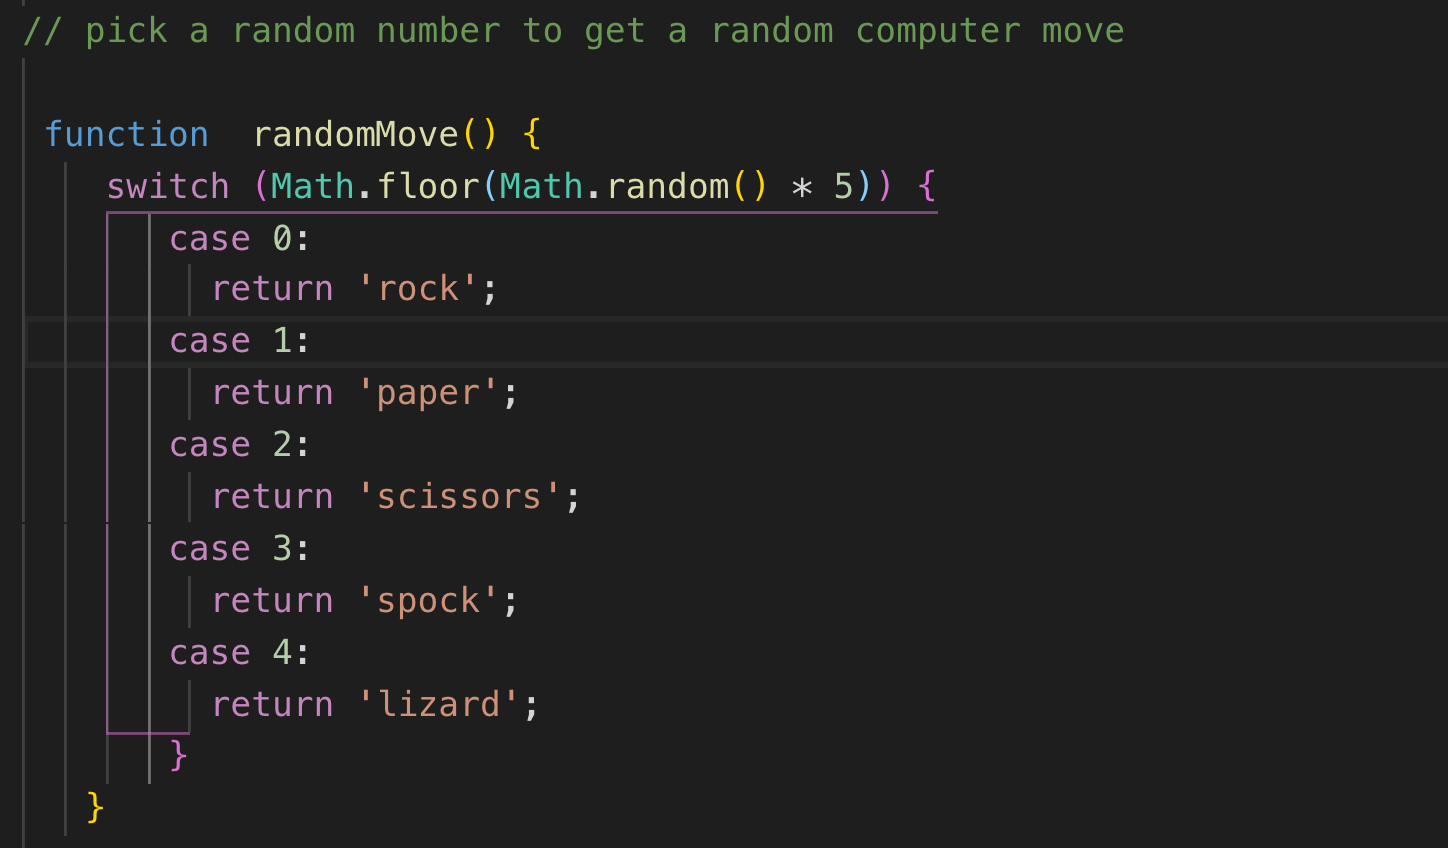 // pick a random number to get a random computer move
function  randomMove() {
switch (Math.floor(Math.random() * 5)) {
case 0:
return 'rock';
case 1:
return 'paper';
case 2:
return 'scissors';
case 3:
return 'spock';
case 4:
return 'lizard';
}
}